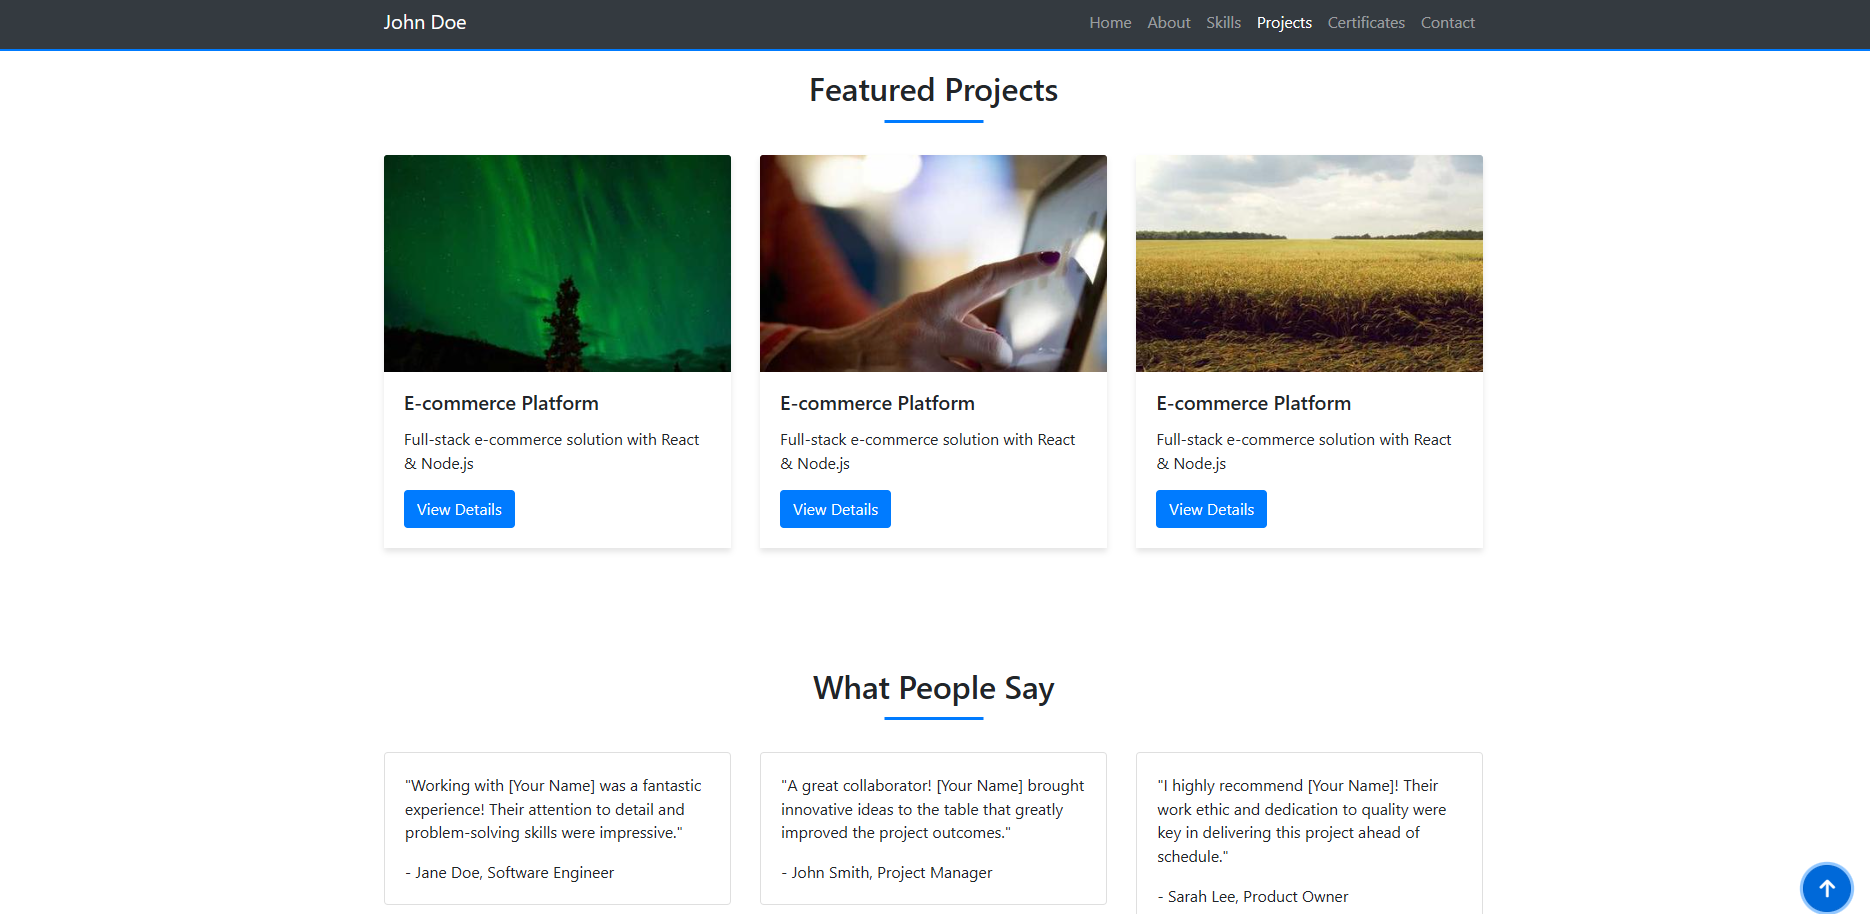 John Doe
Home About Skills Projects Certificates Contact
Featured Projects
E-commerce Platform
Full-stack e-commerce solution with React
& Node.js
View Details
E-commerce Platform
Full-stack e-commerce solution with React
& Node.js
View Details
E-commerce Platform
Full-stack e-commerce solution with React
& Node.js
View Details
What People Say
"Working with [Your Name] was a fantastic
experience! Their attention to detail and
problem-solving skills were impressive."
- Jane Doe, Software Engineer
"A great collaborator! [Your Name] brought
innovative ideas to the table that greatly
improved the project outcomes."
- John Smith, Project Manager
"I highly recommend [Your Name]! Their
work ethic and dedication to quality were
key in delivering this project ahead of
schedule."
- Sarah Lee, Product Owner